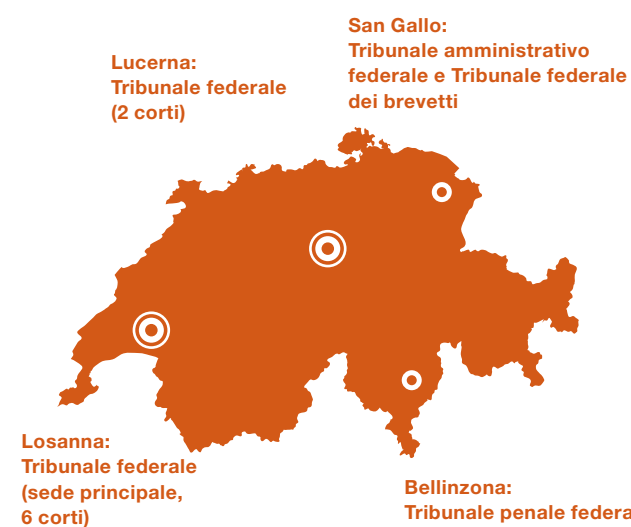 San Gallo:
Tribunale amministrativo
federale e Tribunale federale
dei brevetti
Lucerna:
Tribunale federale
(2 corti)
Losanna:
Tribunale federale
(sede principale,
6 corti)
Bellinzona:
Tribunale penale federa